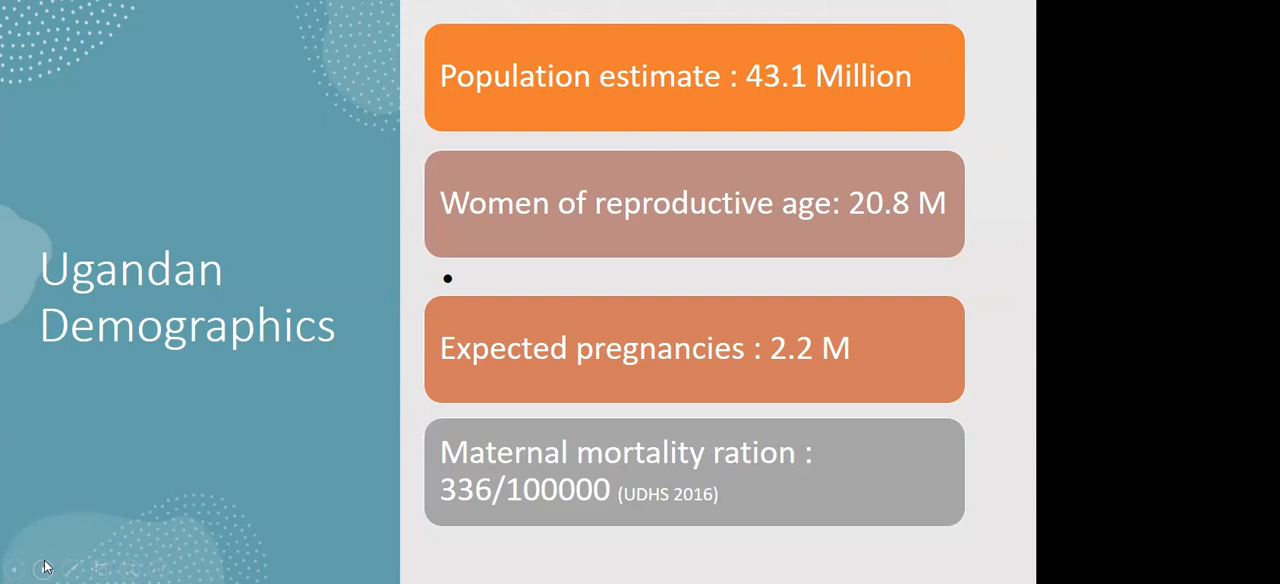 Ugandan
Demographics
Population estimate : 43.1 Million
Women of reproductive age: 20.8 M
•
Expected pregnancies : 2.2 M
Maternal mortality ration :
336/100000 (UDHS 2016)